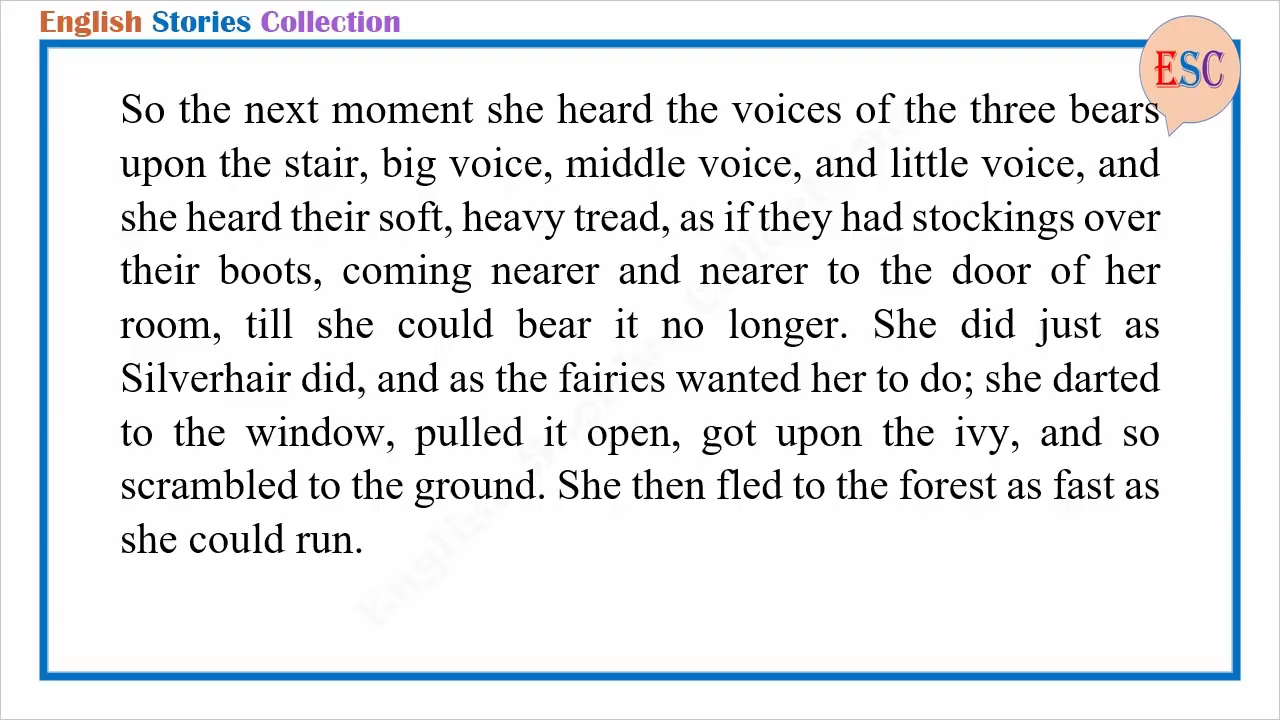 English Stories Collection
ESC
So the next moment she heard the voices of the three bears
upon the stair, big voice, middle voice, and little voice, and
she heard their soft, heavy tread, as if they had stockings over
their boots, coming nearer and nearer to the door of her
room, till she could bear it no longer. She did just as
Silverhair did, and as the fairies wanted her to do; she darted
to the window, pulled it open, got upon the ivy, and so
scrambled to the ground. She then fled to the forest as fast as
she could run.
English Stories Collection